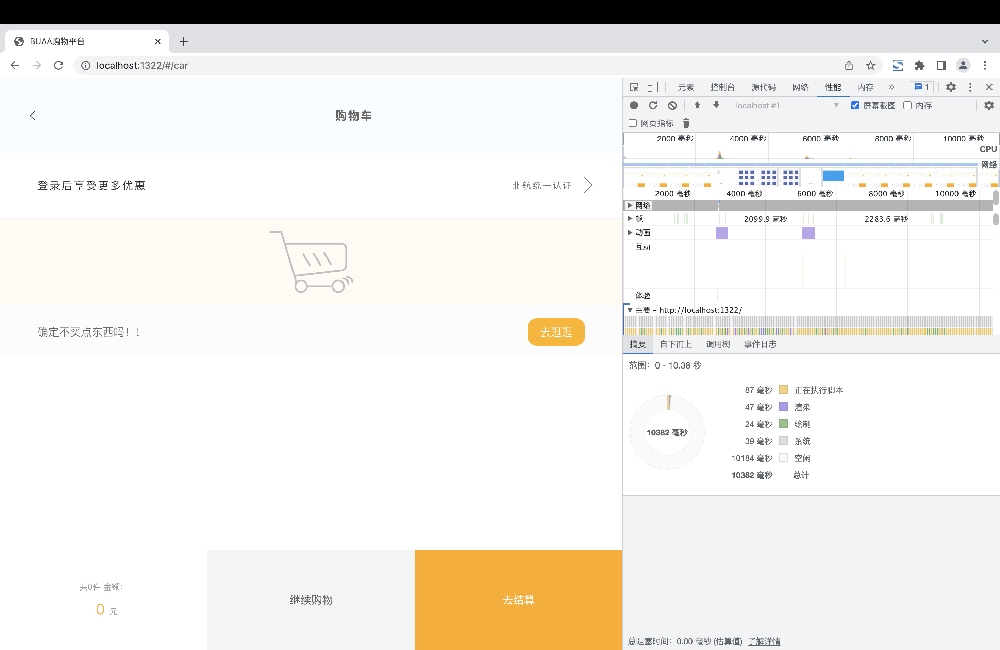 BUAA购物平台
localhost:1322/#/car
购物车
登录后享受更多优惠
北航统一认证
确定不买点东西吗！！
去逛逛
共0件 金额：
0 元
继续购物
去结算
元素 控制台 源代码 网络 性能 内存 1
localhost #1 屏幕截图 内存
网页指标
2000 毫秒 4000 毫秒 6000 毫秒 8000 毫秒 10000 毫秒
CPU
网络
2000 毫秒 4000 毫秒 6000 毫秒 8000 毫秒 10000 毫秒
网络
帧 2099.9 毫秒 2283.6 毫秒
动画
互动
体验
主要 – http://localhost:1322/
摘要 自下而上 调用树 事件日志
范围：0 - 10.38 秒
10382 毫秒
87 毫秒 正在执行脚本
47 毫秒 渲染
24 毫秒 绘制
39 毫秒 系统
10184 毫秒 空闲
10382 毫秒 总计
总阻塞时间：0.00 毫秒 (估算值) 了解详情